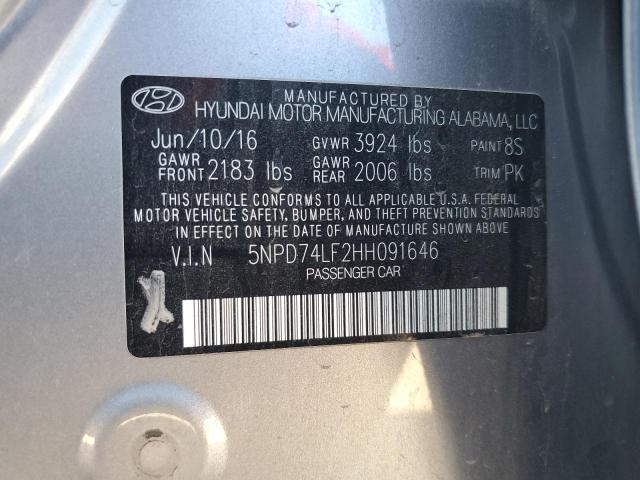 MANUFACTURED BY
HYUNDAI MOTOR MANUFACTURING ALABAMA, LLC
Jun/10/16 GVWR 3924 lbs PAINT 8S
GAWR FRONT 2183 lbs GAWR REAR 2006 lbs TRIM PK
THIS VEHICLE CONFORMS TO ALL APPLICABLE U.S.A. FEDERAL
MOTOR VEHICLE SAFETY, BUMPER, AND THEFT PREVENTION
STANDARDS IN EFFECT ON THE DATE OF MANUFACTURE SHOWN ABOVE.
V.I.N 5NPD74LF2HH091646
PASSENGER CAR